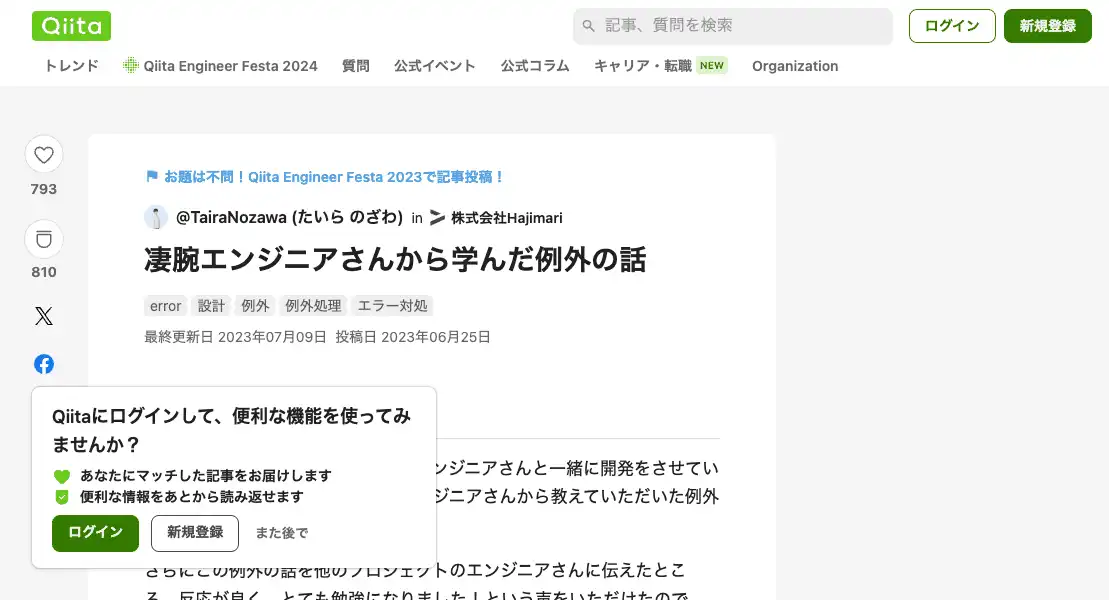 Qiita
記事、質問を検索
ログイン
新規登録
トレンド
Qiita Engineer Festa 2024
質問
公式イベント
公式コラム
キャリア・転職 NEW
Organization
793
810
お題は不問！Qiita Engineer Festa 2023で記事投稿！
@TairaNozawa (たいら のざわ) in 株式会社Hajimari
凄腕エンジニアさんから学んだ例外の話
error 設計 例外 例外処理 エラー対処
最終更新日 2023年07月09日 投稿日 2023年06月25日
Qiitaにログインして、便利な機能を使ってみ
ませんか？
あなたにマッチした記事をお届けします
便利な情報をあとから読み返せます
ログイン 新規登録 また後で
ンジニアさんと一緒に開発をさせてい
ジニアさんから教えていただいた例外
さらにこの例外の話を他のプロジェクトのエンジニアさんに伝えたとこ
ろ、反応が良く、とても勉強になりました！という声をいただけたので